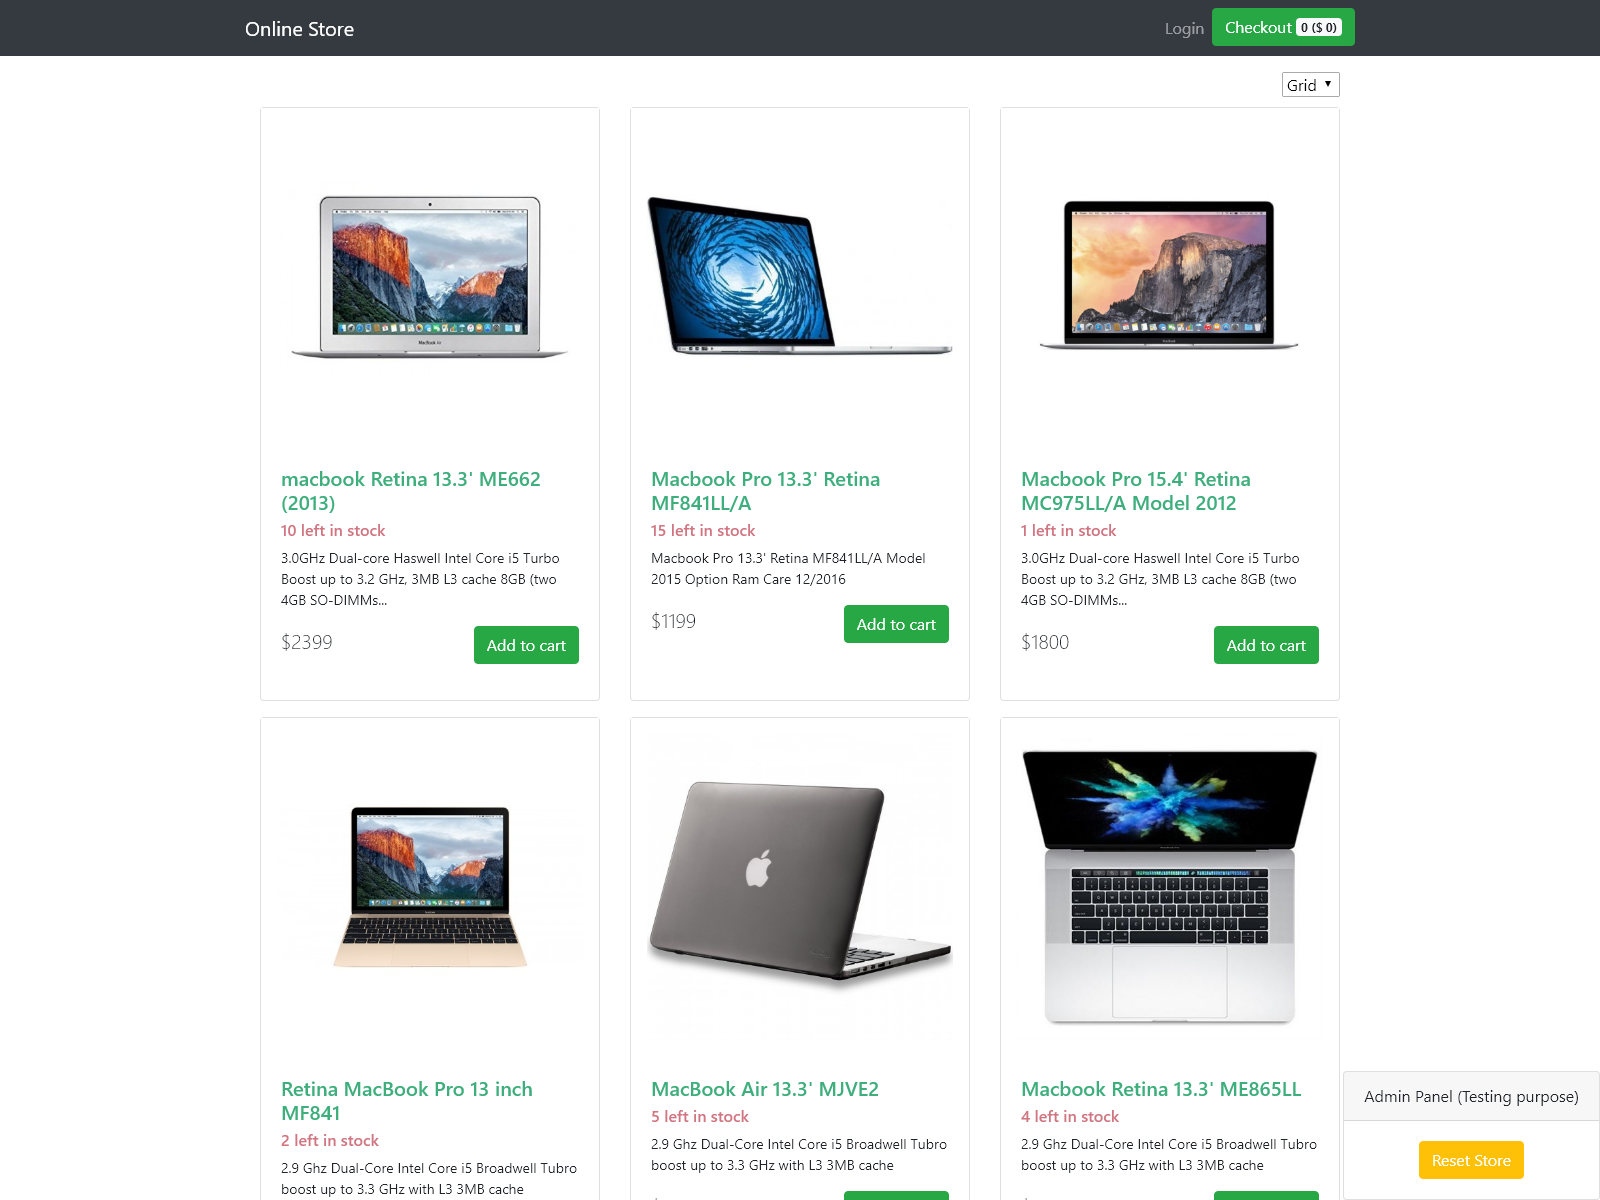 Online Store
Login
Checkout 0 ($ 0)
Grid
macbook Retina 13.3' ME662
(2013)
10 left in stock
3.0GHz Dual-core Haswell Intel Core i5 Turbo
Boost up to 3.2 GHz, 3MB L3 cache 8GB (two
4GB SO-DIMMs...
$2399
Add to cart
Macbook Pro 13.3' Retina
MF841LL/A
15 left in stock
Macbook Pro 13.3' Retina MF841LL/A Model
2015 Option Ram Care 12/2016
$1199
Add to cart
Macbook Pro 15.4' Retina
MC975LL/A Model 2012
1 left in stock
3.0GHz Dual-core Haswell Intel Core i5 Turbo
Boost up to 3.2 GHz, 3MB L3 cache 8GB (two
4GB SO-DIMMs...
$1800
Add to cart
Retina MacBook Pro 13 inch
MF841
2 left in stock
2.9 Ghz Dual-Core Intel Core i5 Broadwell Tubro
boost up to 3.3 GHz with L3 3MB cache
MacBook Air 13.3' MJVE2
5 left in stock
2.9 Ghz Dual-Core Intel Core i5 Broadwell Tubro
boost up to 3.3 GHz with L3 3MB cache
Macbook Retina 13.3' ME865LL
4 left in stock
2.9 Ghz Dual-Core Intel Core i5 Broadwell Tubro
boost up to 3.3 GHz with L3 3MB cache
Admin Panel (Testing purpose)
Reset Store